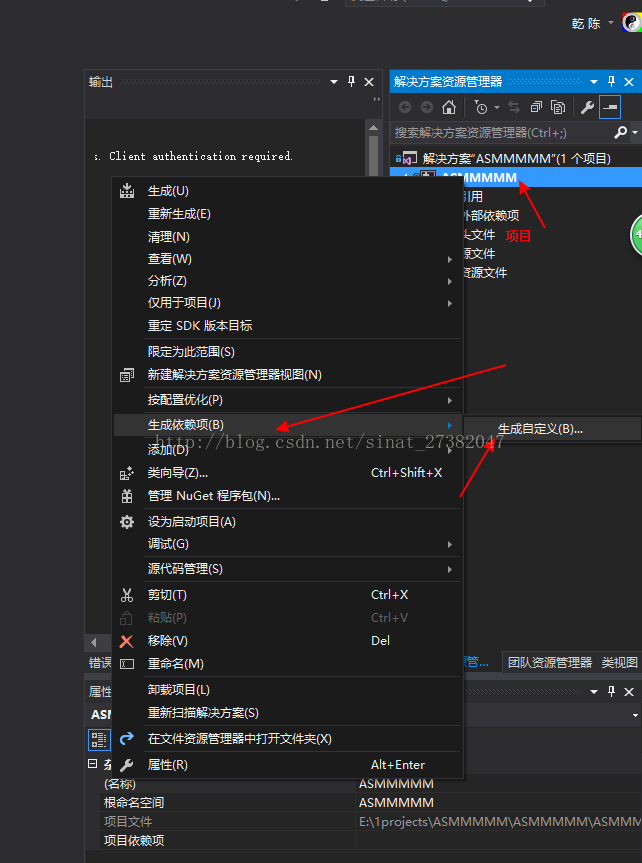 乾 陈
输出
解决方案资源管理器
搜索解决方案资源管理器(Ctrl+;)
s. Client authentication required.
解决方案"ASMMMMM"(1 个项目)
ASMMMMM
引用
外部依赖项
头文件
项目
源文件
资源文件
生成(U)
重新生成(E)
清理(N)
查看(W)
分析(Z)
仅用于项目(J)
重定 SDK 版本目标
限定为此范围(S)
新建解决方案资源管理器视图(N)
按配置优化(P)
生成依赖项(B)
生成自定义(B)...
http://blog.csdn.net/sinat_27382047
添加(D)
类向导(Z)... Ctrl+Shift+X
管理 NuGet 程序包(N)...
设为启动项目(A)
调试(G)
源代码管理(S)
剪切(T) Ctrl+X
粘贴(P) Ctrl+V
移除(V) Del
重命名(M)
卸载项目(L)
重新扫描解决方案(S)
在文件资源管理器中打开文件夹(X)
属性(R) Alt+Enter
错误
管... 团队资源管理器 类视图
属性
ASM
杂
(名称) ASMMMMM
根命名空间 ASMMMMM
项目文件 E:\1projects\ASMMMMM\ASMMMMM\ASMMM
项目依赖项